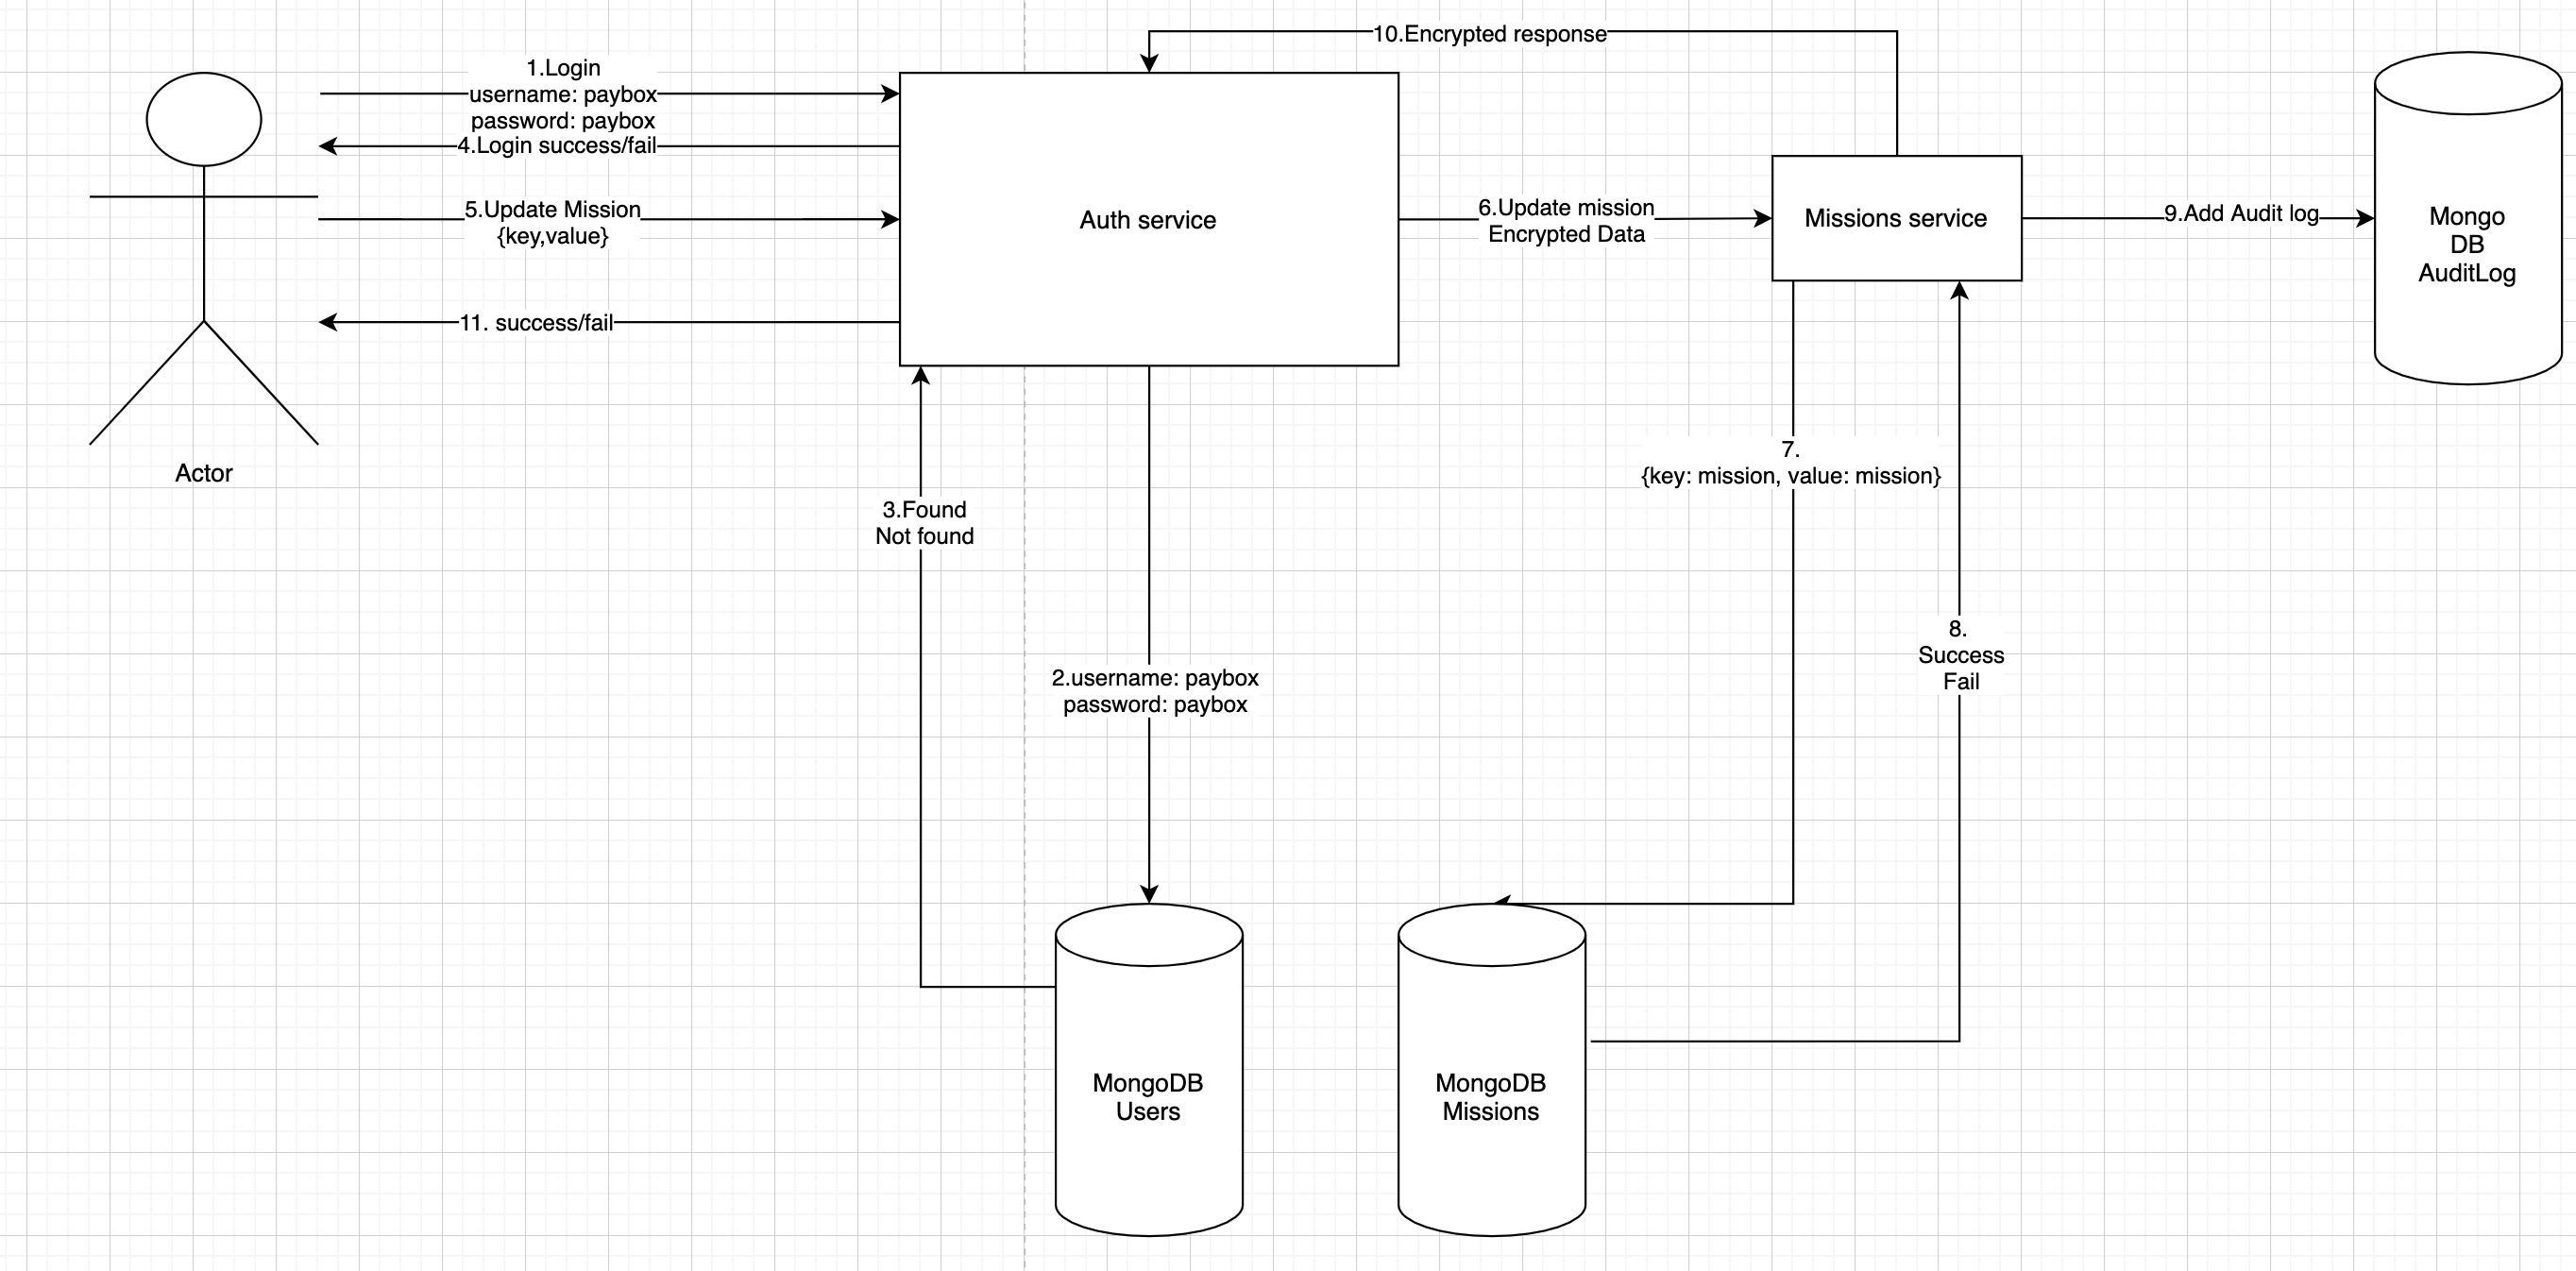 10.Encrypted response
1.Login
username: paybox
password: paybox
4.Login success/fail
5.Update Mission
{key,value}
11. success/fail
Actor
Auth service
6.Update mission
Encrypted Data
Missions service
9.Add Audit log
Mongo
DB
AuditLog
7.
{key: mission, value: mission}
3.Found
Not found
8.
Success
Fail
2.username: paybox
password: paybox
MongoDB
Users
MongoDB
Missions